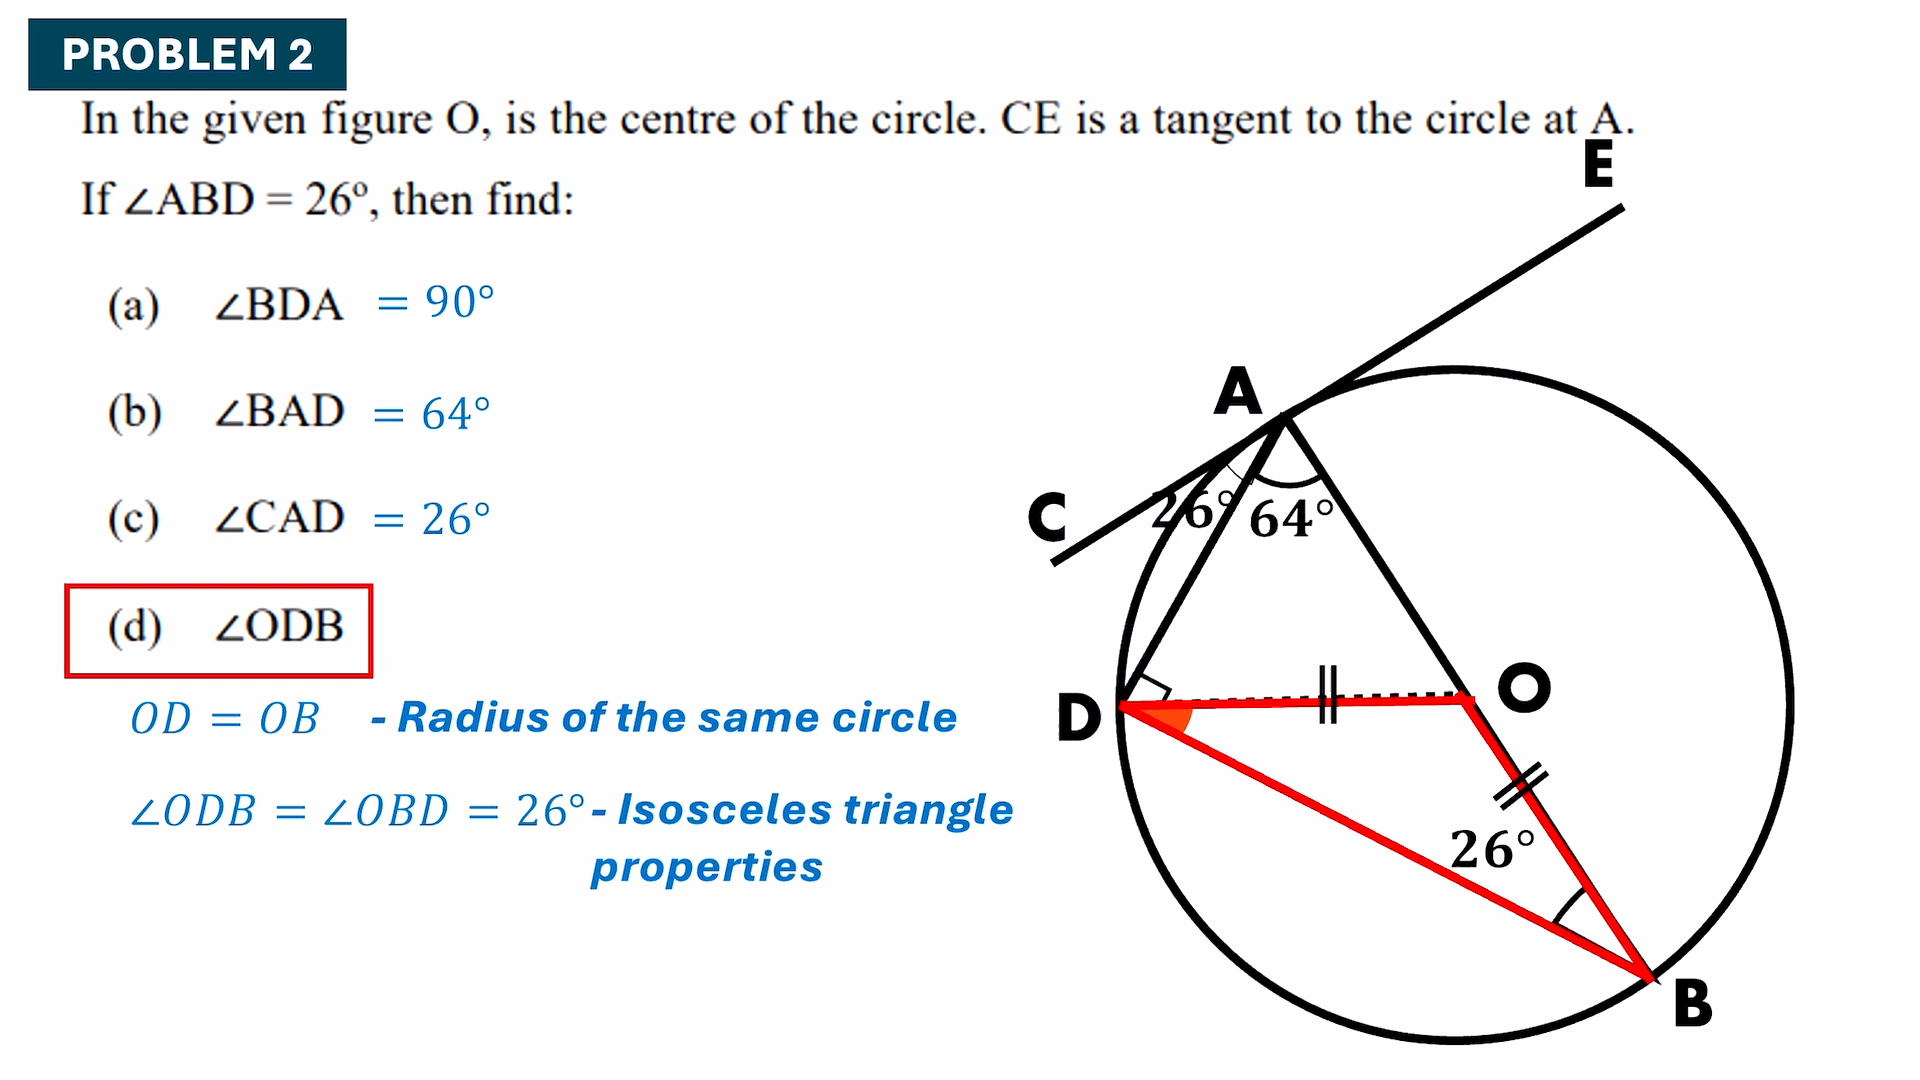 PROBLEM 2
In the given figure O, is the centre of the circle. CE is a tangent to the circle at A.
If ∠ABD = 26º, then find:
(a) ∠BDA = 90°
(b) ∠BAD = 64°
(c) ∠CAD = 26°
(d) ∠ODB
OD = OB - Radius of the same circle
∠ODB = ∠OBD = 26° - Isosceles triangle
properties
E
A
C
26° 64°
D
O
26°
B